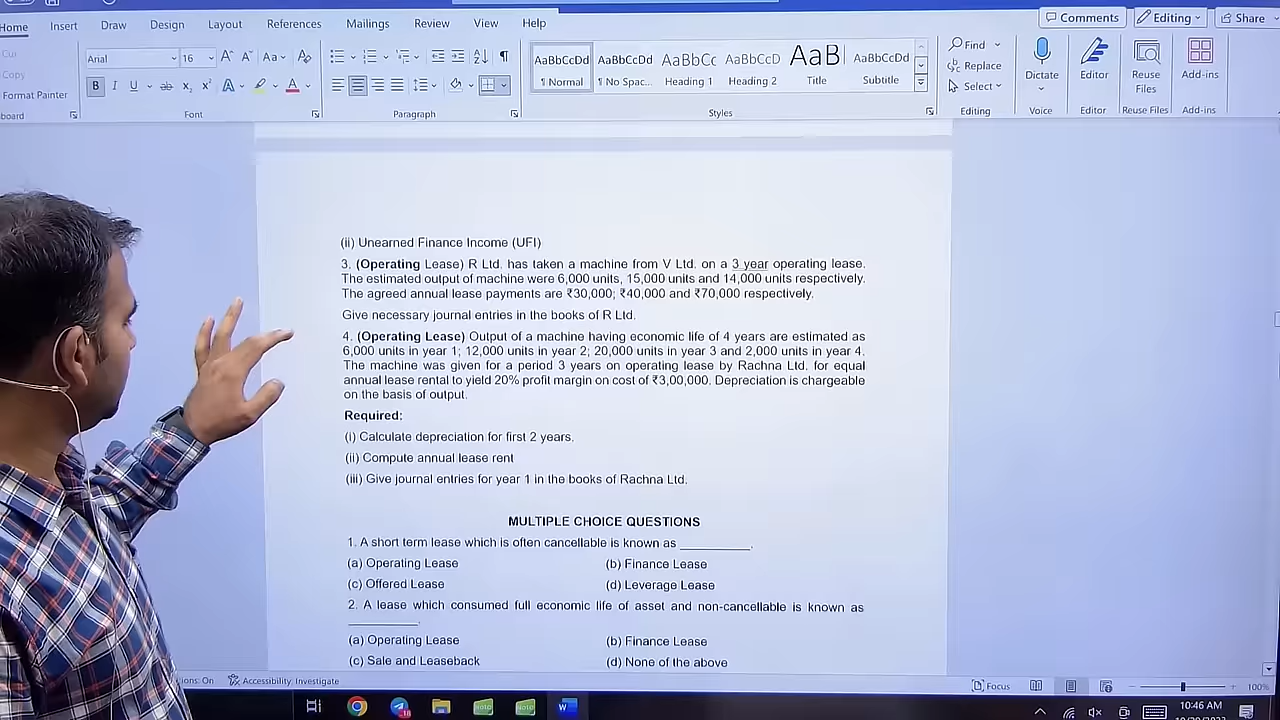 Home Insert Draw Design Layout References Mailings Review View Help Comments Editing Share
Cut
Copy
Format Painter
Arial 16 Aa
AaBbCcDd AaBbCcDd AaBbCc AaBbCcD AaB AaBbCcDd
¶ Normal ¶ No Spac... Heading 1 Heading 2 Title Subtitle
Find
Replace
Select
Dictate Editor Reuse Files Add-ins
Font Paragraph Styles Editing Voice Editor Reuse Files Add-ins
(ii) Unearned Finance Income (UFI)
3. (Operating Lease) R Ltd. has taken a machine from V Ltd. on a 3 year operating lease.
The estimated output of machine were 6,000 units, 15,000 units and 14,000 units respectively.
The agreed annual lease payments are ₹30,000; ₹40,000 and ₹70,000 respectively.
Give necessary journal entries in the books of R Ltd.
4. (Operating Lease) Output of a machine having economic life of 4 years are estimated as
6,000 units in year 1; 12,000 units in year 2; 20,000 units in year 3 and 2,000 units in year 4.
The machine was given for a period 3 years on operating lease by Rachna Ltd. for equal
annual lease rental to yield 20% profit margin on cost of ₹3,00,000. Depreciation is chargeable
on the basis of output.
Required:
(i) Calculate depreciation for first 2 years.
(ii) Compute annual lease rent
(iii) Give journal entries for year 1 in the books of Rachna Ltd.
MULTIPLE CHOICE QUESTIONS
1. A short term lease which is often cancellable is known as ___________.
(a) Operating Lease (b) Finance Lease
(c) Offered Lease (d) Leverage Lease
2. A lease which consumed full economic life of asset and non-cancellable is known as
___________.
(a) Operating Lease (b) Finance Lease
(c) Sale and Leaseback (d) None of the above
ions: On Accessibility: Investigate Focus 100%
10:46 AM